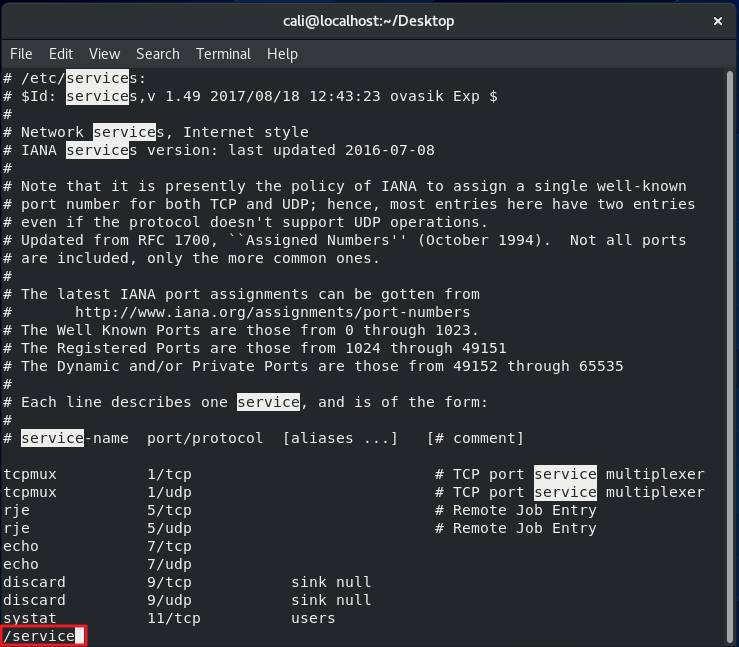 cali@localhost:~/Desktop ×
File Edit View Search Terminal Help
# /etc/services:
# $Id: services,v 1.49 2017/08/18 12:43:23 ovasik Exp $
#
# Network services, Internet style
# IANA services version: last updated 2016-07-08
#
# Note that it is presently the policy of IANA to assign a single well-known
# port number for both TCP and UDP; hence, most entries here have two entries
# even if the protocol doesn't support UDP operations.
# Updated from RFC 1700, ``Assigned Numbers'' (October 1994).  Not all ports
# are included, only the more common ones.
#
# The latest IANA port assignments can be gotten from
#       http://www.iana.org/assignments/port-numbers
# The Well Known Ports are those from 0 through 1023.
# The Registered Ports are those from 1024 through 49151
# The Dynamic and/or Private Ports are those from 49152 through 65535
#
# Each line describes one service, and is of the form:
#
# service-name  port/protocol  [aliases ...]   [# comment]
tcpmux          1/tcp                           # TCP port service multiplexer
tcpmux          1/udp                           # TCP port service multiplexer
rje             5/tcp                           # Remote Job Entry
rje             5/udp                           # Remote Job Entry
echo            7/tcp
echo            7/udp
discard         9/tcp           sink null
discard         9/udp           sink null
systat          11/tcp          users
/service